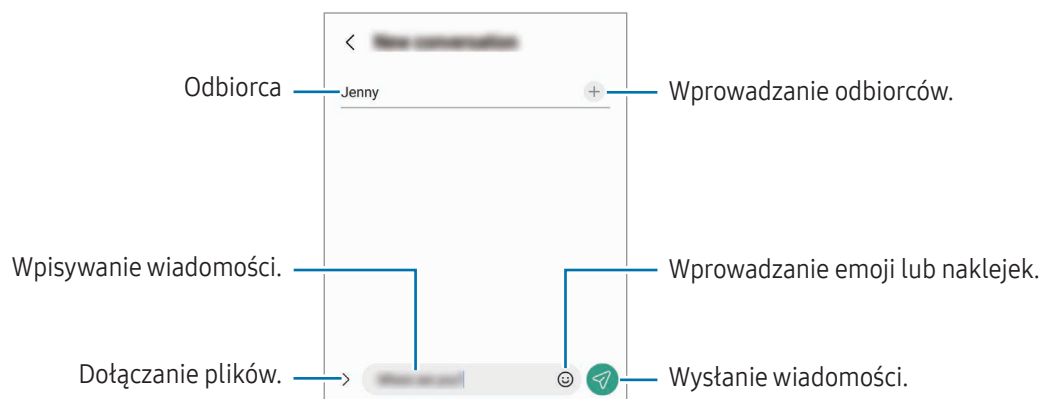 Odbiorca
Jenny
Wprowadzanie odbiorców.
Wpisywanie wiadomości.
Wprowadzanie emoji lub naklejek.
Dołączanie plików.
Wysłanie wiadomości.